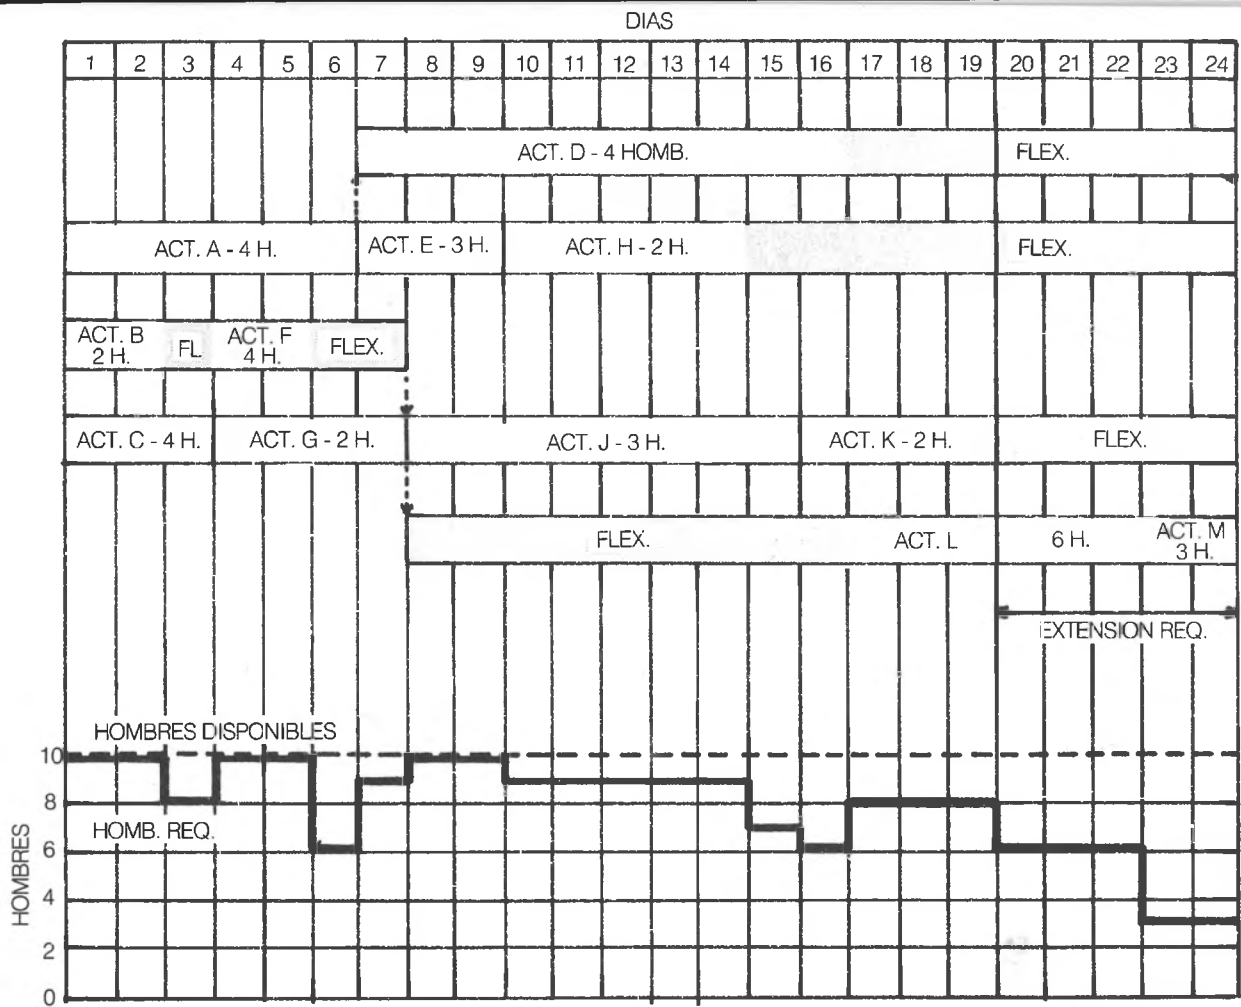 DIAS
1 2 3 4 5 6 7 8 9 10 11 12 13 14 15 16 17 18 19 20 21 22 23 24
ACT. D - 4 HOMB. FLEX.
ACT. A - 4 H. ACT. E - 3 H. ACT. H - 2 H. FLEX.
ACT. B
2 H.
FL
ACT. F
4 H.
FLEX.
ACT. C - 4 H. ACT. G - 2 H. ACT. J - 3 H. ACT. K - 2 H. FLEX.
FLEX. ACT. L 6 H.
ACT. M
3 H.
EXTENSION REQ.
HOMBRES DISPONIBLES
10
8
HOMB. REQ.
6
4
2
0
HOMBRES